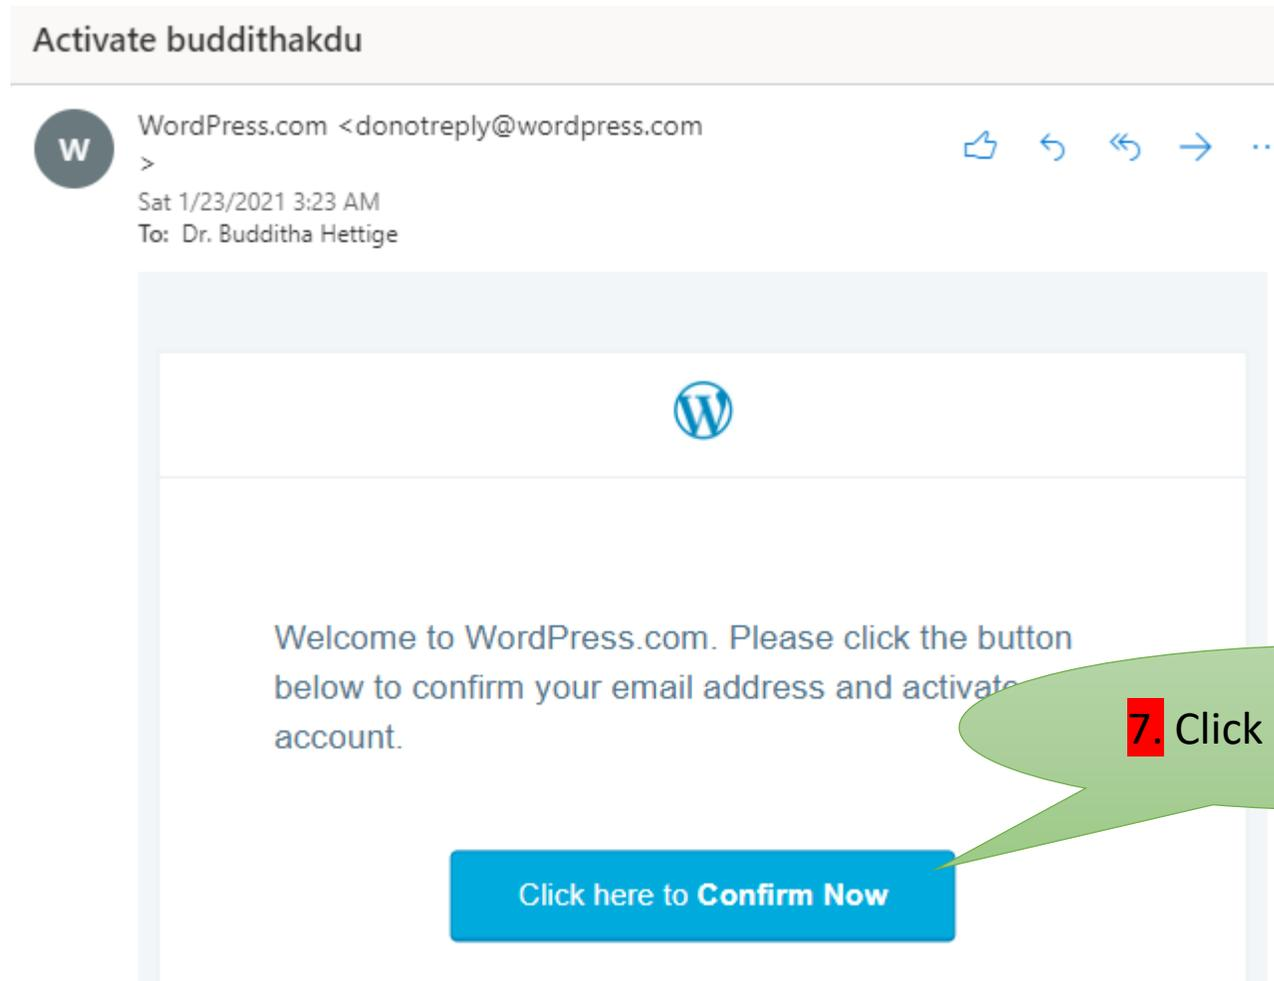 Activate buddithakdu
W
WordPress.com <donotreply@wordpress.com
>
Sat 1/23/2021 3:23 AM
To: Dr. Budditha Hettige
W
Welcome to WordPress.com. Please click the button
below to confirm your email address and activate
account.
7. Click
Click here to Confirm Now